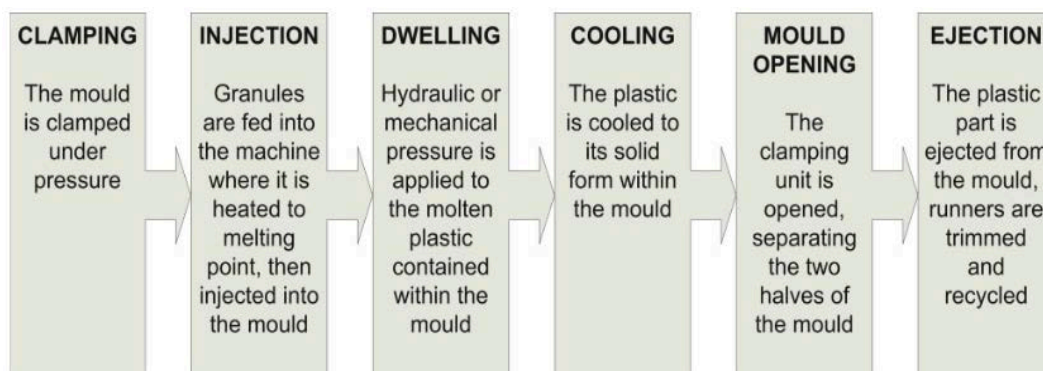 CLAMPING
The mould
is clamped
under
pressure
INJECTION
Granules
are fed into
the machine
where it is
heated to
melting
point, then
injected into
the mould
DWELLING
Hydraulic or
mechanical
pressure is
applied to
the molten
plastic
contained
within the
mould
COOLING
The plastic
is cooled to
its solid
form within
the mould
MOULD
OPENING
The
clamping
unit is
opened,
separating
the two
halves of
the mould
EJECTION
The plastic
part is
ejected from
the mould,
runners are
trimmed
and
recycled